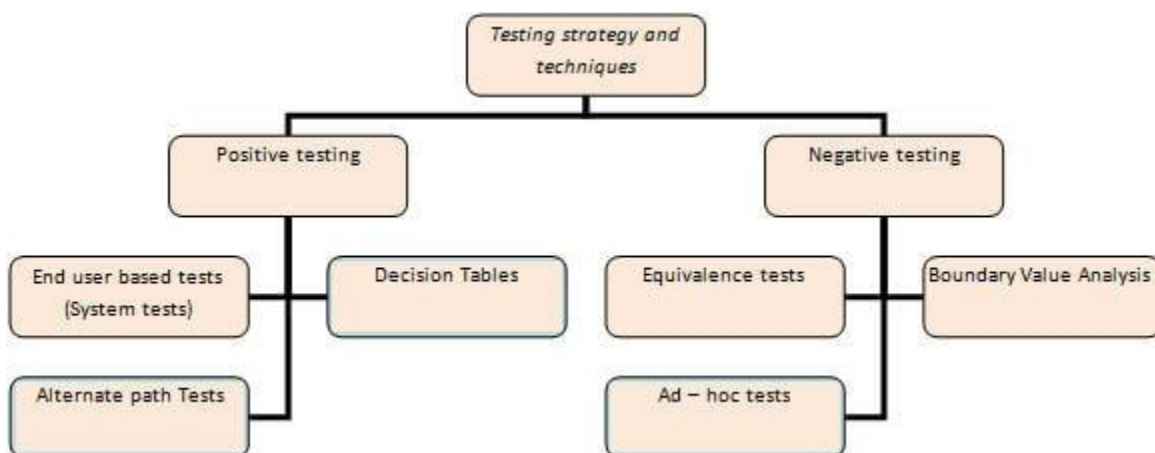 Testing strategy and
techniques
Positive testing
Negative testing
End user based tests
(System tests)
Decision Tables
Equivalence tests
Boundary Value Analysis
Alternate path Tests
Ad – hoc tests